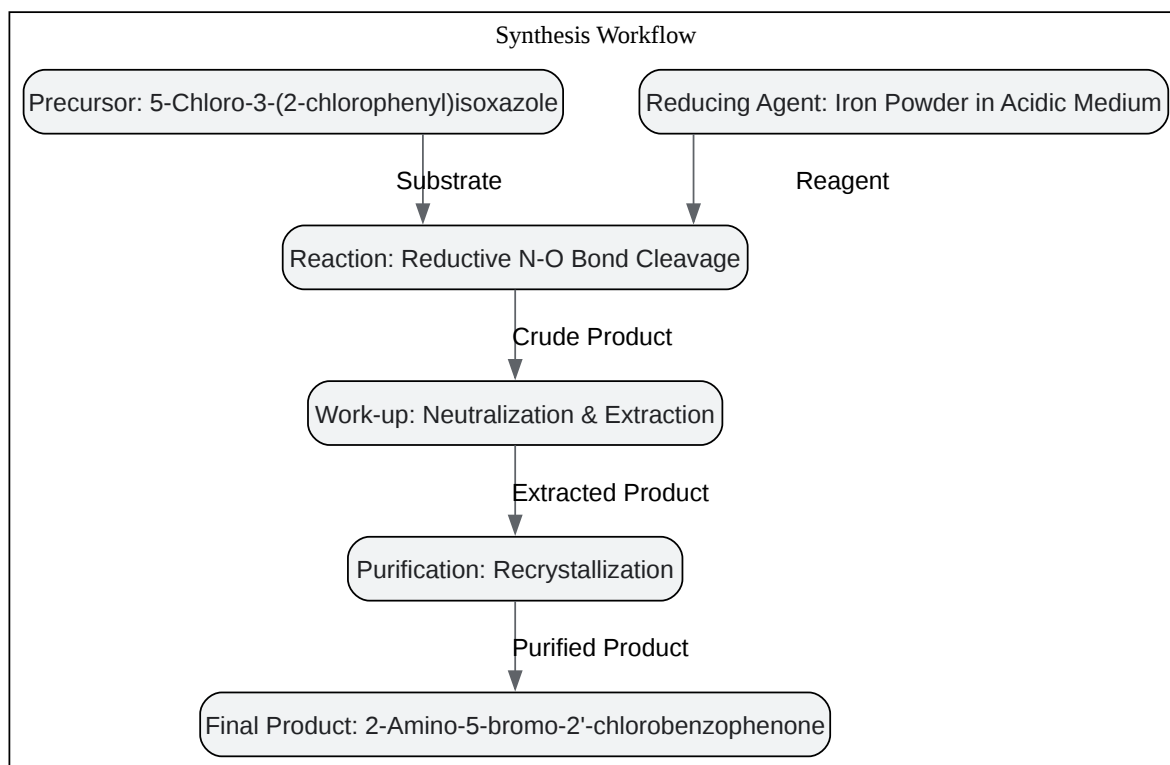 Synthesis Workflow
Precursor: 5-Chloro-3-(2-chlorophenyl)isoxazole
Reducing Agent: Iron Powder in Acidic Medium
Substrate
Reagent
Reaction: Reductive N-O Bond Cleavage
Crude Product
Work-up: Neutralization & Extraction
Extracted Product
Purification: Recrystallization
Purified Product
Final Product: 2-Amino-5-bromo-2'-chlorobenzophenone